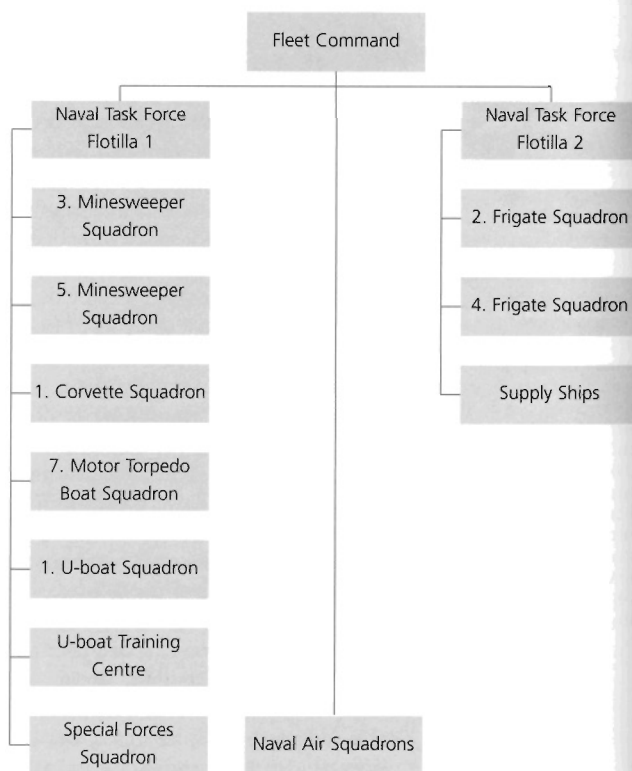 Fleet Command
Naval Task Force
Flotilla 1
3. Minesweeper
Squadron
5. Minesweeper
Squadron
1. Corvette Squadron
7. Motor Torpedo
Boat Squadron
1. U-boat Squadron
U-boat Training
Centre
Special Forces
Squadron
Naval Air Squadrons
Naval Task Force
Flotilla 2
2. Frigate Squadron
4. Frigate Squadron
Supply Ships